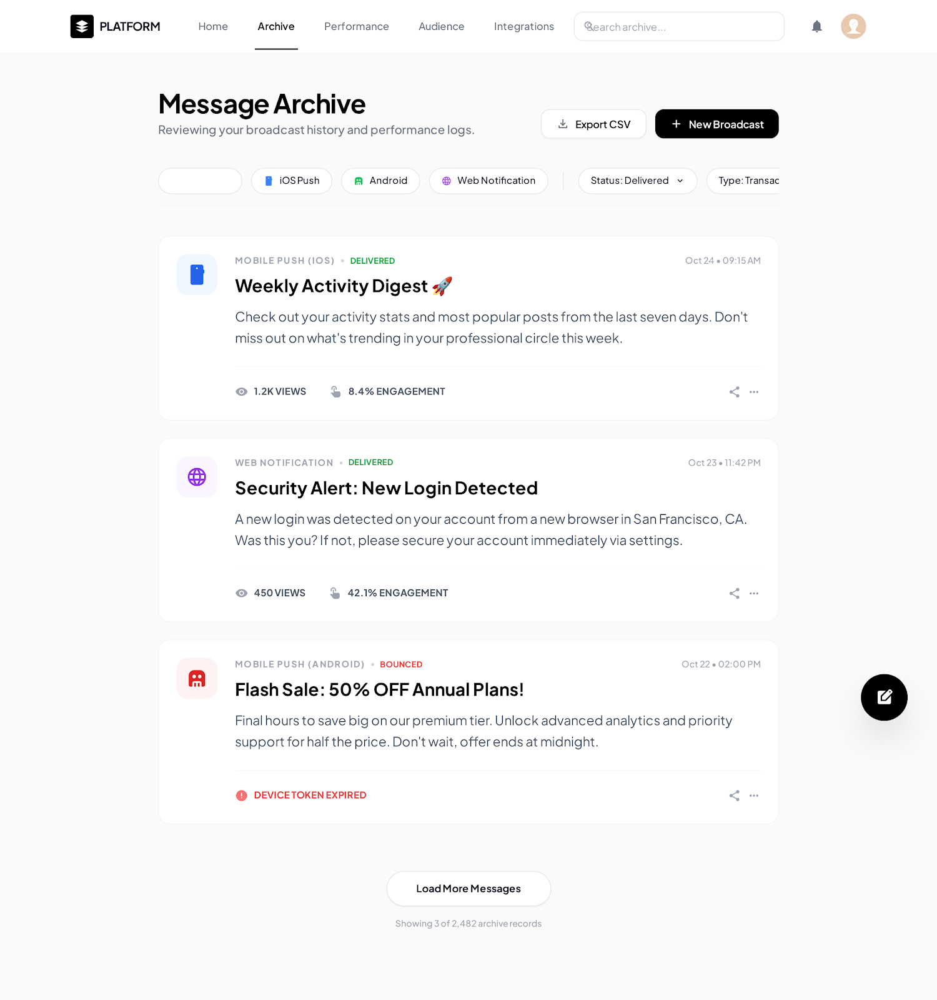 PLATFORM
Home
Archive
Performance
Audience
Integrations
Search archive...
Message Archive
Reviewing your broadcast history and performance logs.
Export CSV
New Broadcast
iOS Push
Android
Web Notification
Status: Delivered
Type: Transac
MOBILE PUSH (IOS) • DELIVERED
Oct 24 • 09:15 AM
Weekly Activity Digest 🚀
Check out your activity stats and most popular posts from the last seven days. Don't
miss out on what's trending in your professional circle this week.
1.2K VIEWS
8.4% ENGAGEMENT
WEB NOTIFICATION • DELIVERED
Oct 23 • 11:42 PM
Security Alert: New Login Detected
A new login was detected on your account from a new browser in San Francisco, CA.
Was this you? If not, please secure your account immediately via settings.
450 VIEWS
42.1% ENGAGEMENT
MOBILE PUSH (ANDROID) • BOUNCED
Oct 22 • 02:00 PM
Flash Sale: 50% OFF Annual Plans!
Final hours to save big on our premium tier. Unlock advanced analytics and priority
support for half the price. Don't wait, offer ends at midnight.
DEVICE TOKEN EXPIRED
Load More Messages
Showing 3 of 2,482 archive records